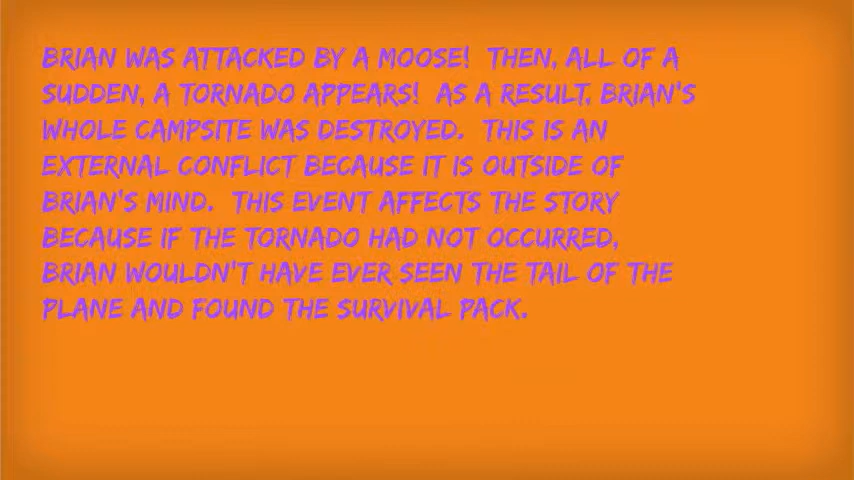 BRIAN WAS ATTACKED BY A MOOSE!  THEN, ALL OF A
SUDDEN, A TORNADO APPEARS!  AS A RESULT, BRIAN'S
WHOLE CAMPSITE WAS DESTROYED.  THIS IS AN
EXTERNAL CONFLICT BECAUSE IT IS OUTSIDE OF
BRIAN'S MIND.  THIS EVENT AFFECTS THE STORY
BECAUSE IF THE TORNADO HAD NOT OCCURRED,
BRIAN WOULDN'T HAVE EVER SEEN THE TAIL OF THE
PLANE AND FOUND THE SURVIVAL PACK.